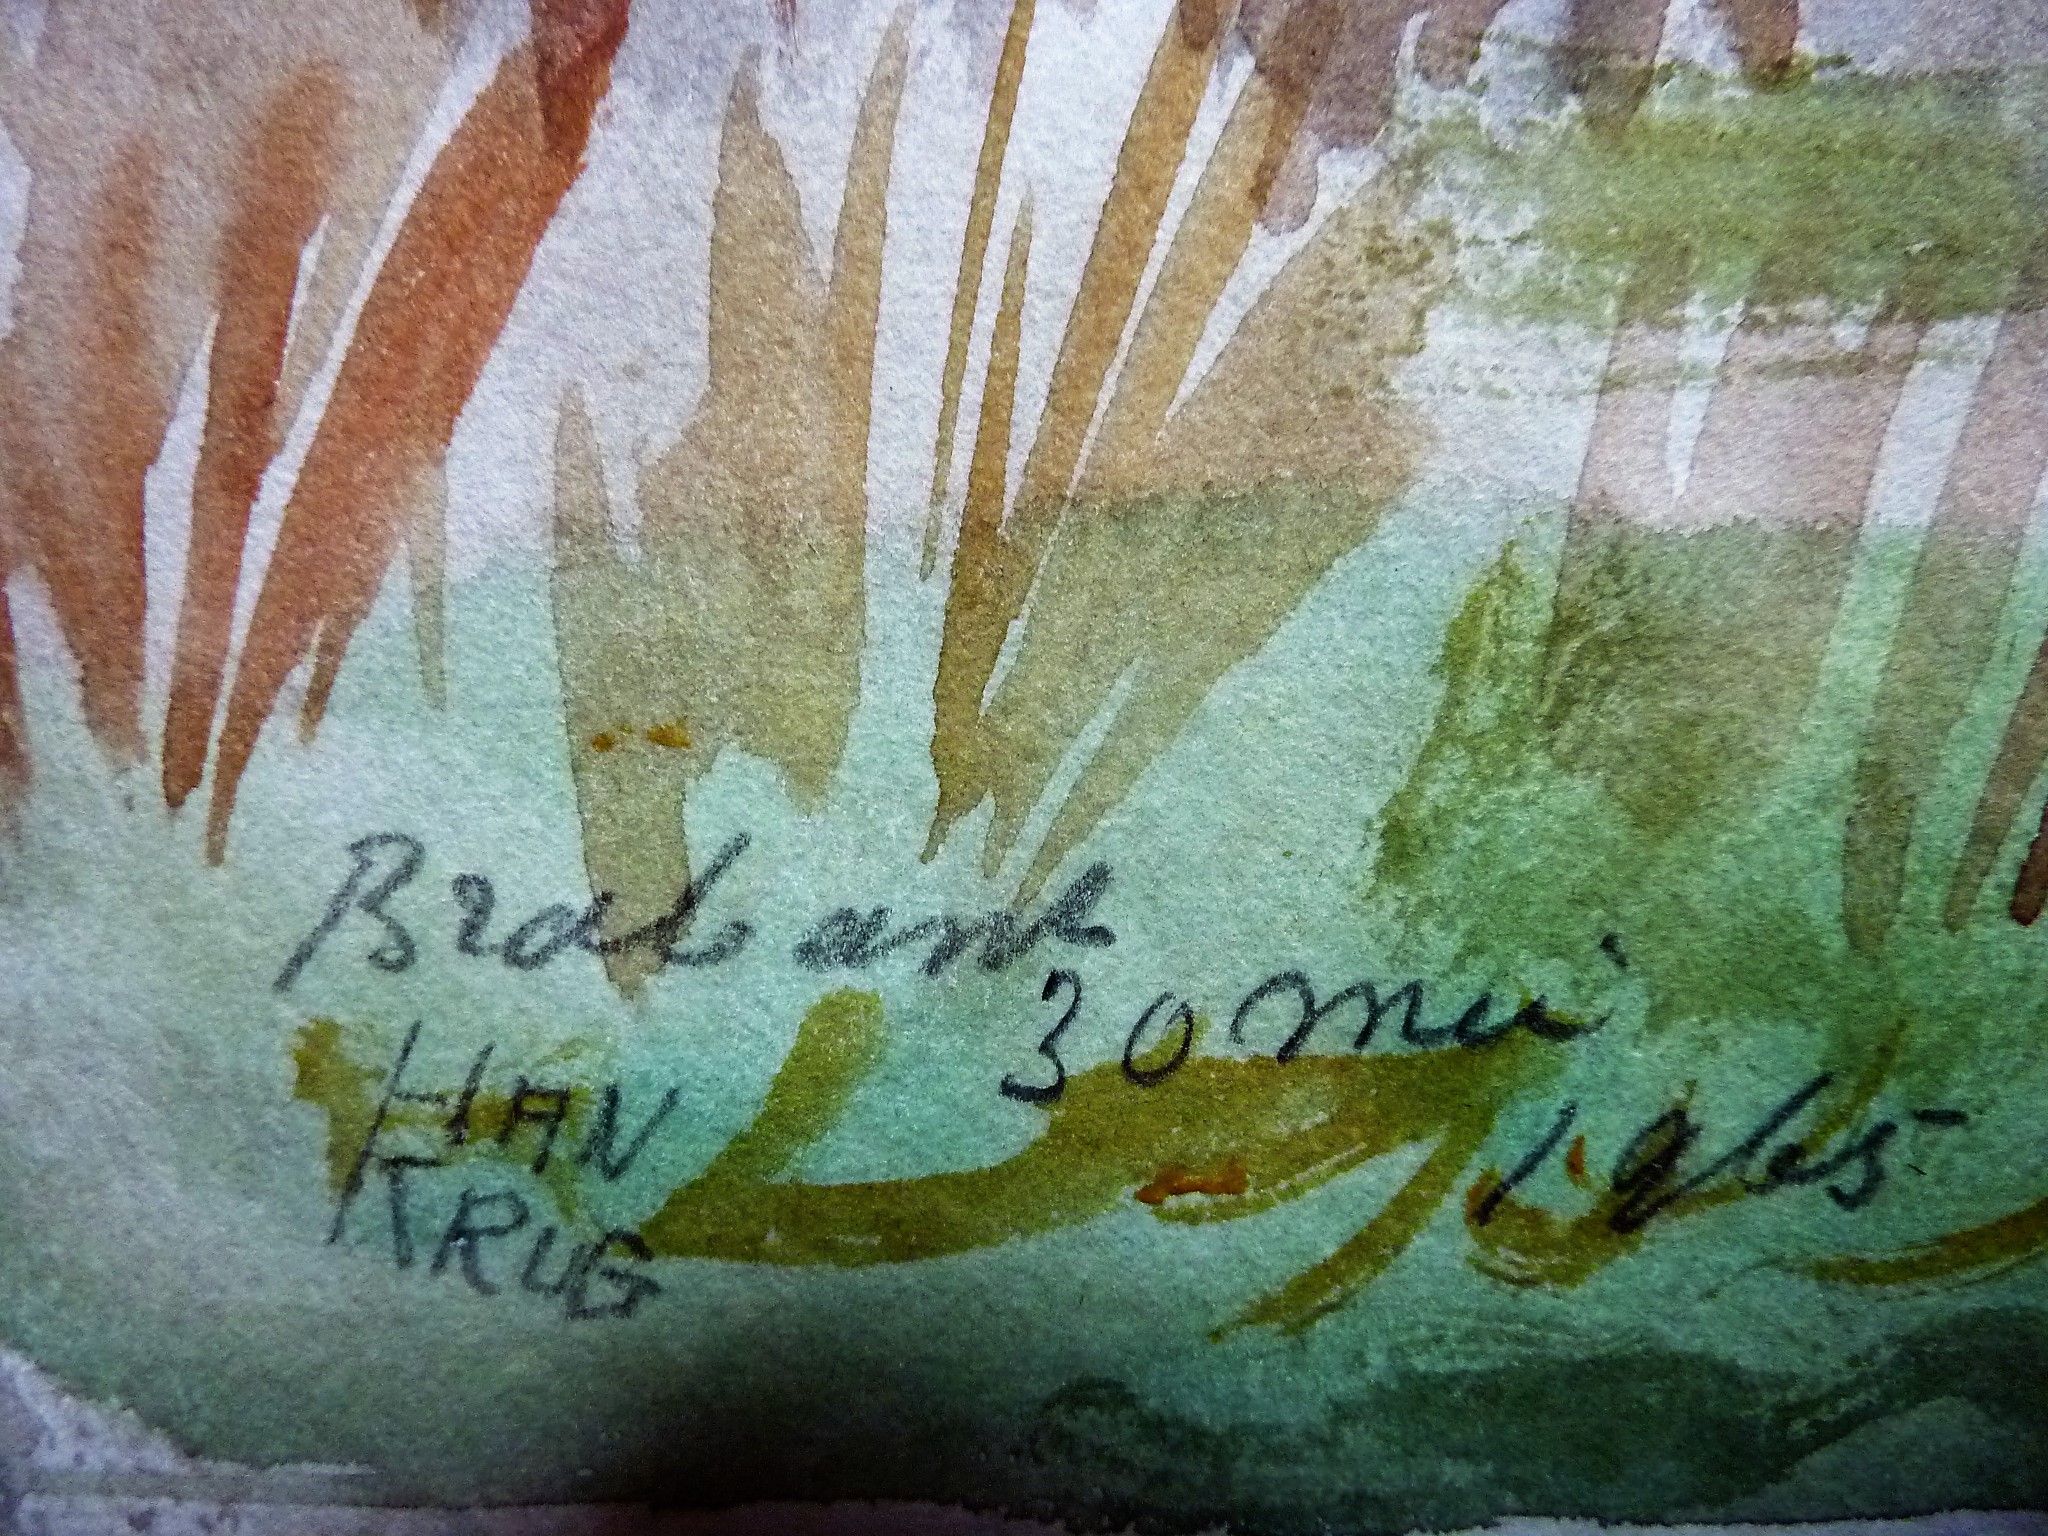 Brabant
30 mei
HAN
KRUG
1965